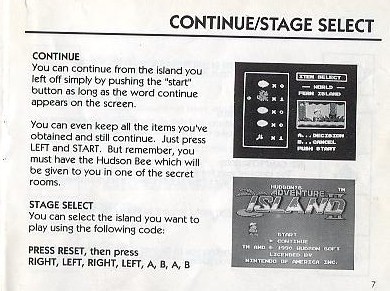 CONTINUE/STAGE SELECT
CONTINUE
You can continue from the island you
left off simply by pushing the "start"
button as long as the word continue
appears on the screen.
You can even keep all the items you've
obtained and still continue. Just press
LEFT and START. But remember, you
must have the Hudson Bee which will
be given to you in one of the secret
rooms.
STAGE SELECT
You can select the island you want to
play using the following code:
PRESS RESET, then press
RIGHT, LEFT, RIGHT, LEFT, A, B, A, B
ITEM SELECT
WORLD
FERN ISLAND
A...DECISION
B...CANCEL
PUSH START
HUDSON'S
ADVENTURE
ISLAND
TM
START
CONTINUE
TM AND © 1990 HUDSON SOFT
LICENSED BY
NINTENDO OF AMERICA INC.
7